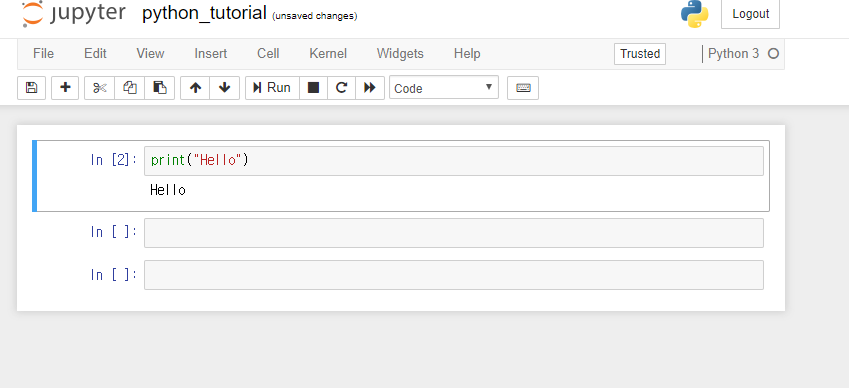 jupyter python_tutorial (unsaved changes) Logout
File Edit View Insert Cell Kernel Widgets Help Trusted Python 3
Run Code
In [2]: print("Hello")
Hello
In [ ]:
In [ ]: